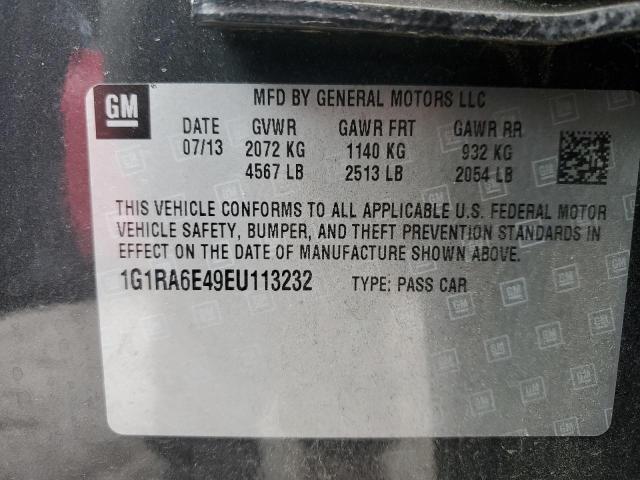 GM
MFD BY GENERAL MOTORS LLC
DATE GVWR GAWR FRT GAWR RR
07/13 2072 KG 1140 KG 932 KG
4567 LB 2513 LB 2054 LB
THIS VEHICLE CONFORMS TO ALL APPLICABLE U.S. FEDERAL MOTOR
VEHICLE SAFETY, BUMPER, AND THEFT PREVENTION STANDARDS IN
EFFECT ON THE DATE OF MANUFACTURE SHOWN ABOVE.
1G1RA6E49EU113232 TYPE: PASS CAR